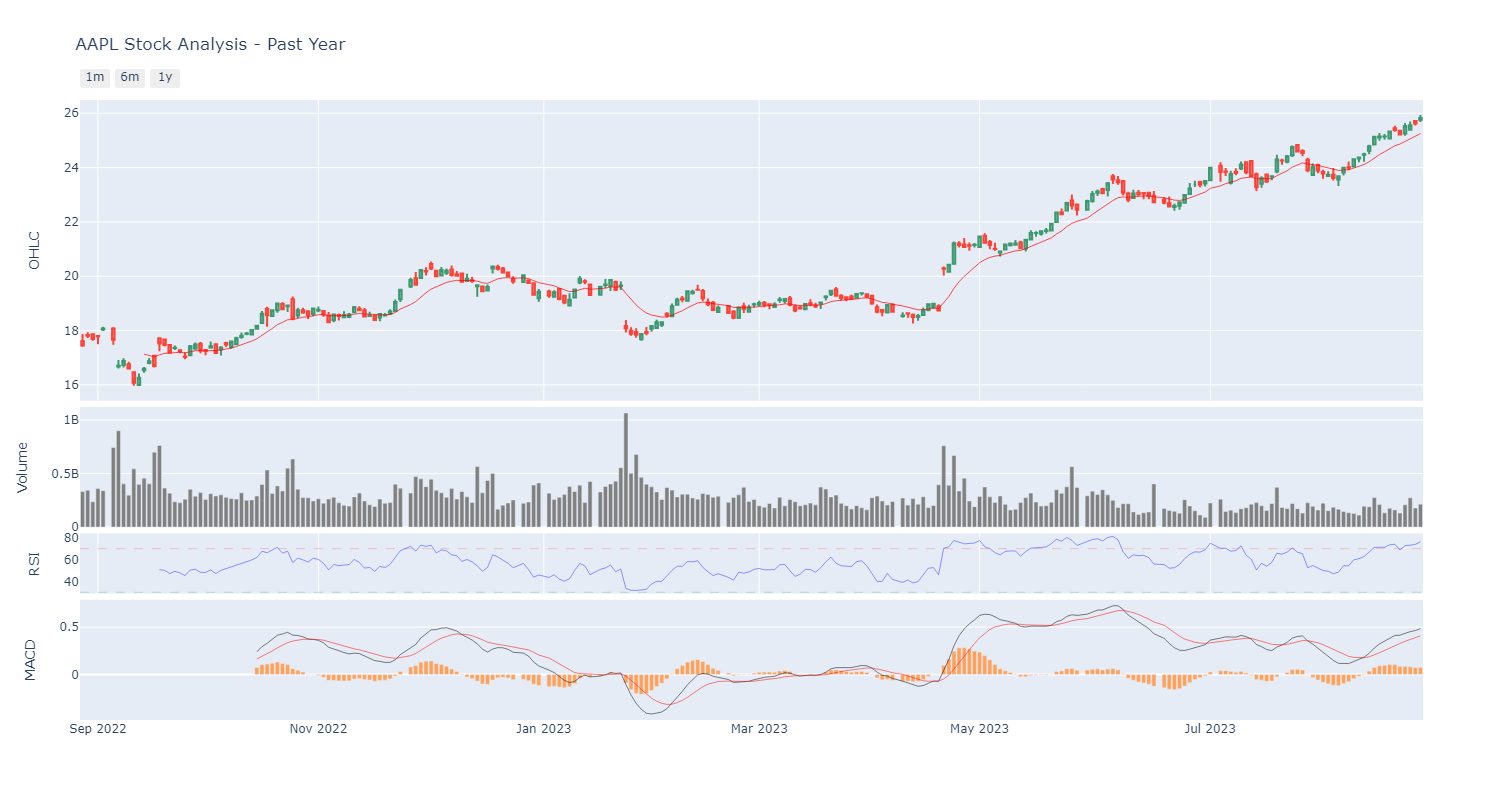 AAPL Stock Analysis - Past Year
1m 6m 1y
OHLC
26
24
22
20
18
16
Volume
1B
0.5B
0
RSI
80
60
40
MACD
0.5
0
Sep 2022 Nov 2022 Jan 2023 Mar 2023 May 2023 Jul 2023